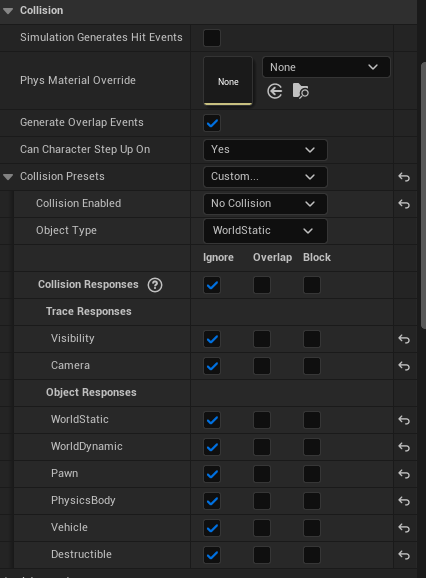 Collision
Simulation Generates Hit Events
Phys Material Override
None
None
Generate Overlap Events
Can Character Step Up On
Yes
Collision Presets
Custom...
Collision Enabled
No Collision
Object Type
WorldStatic
Ignore Overlap Block
Collision Responses ?
Trace Responses
Visibility
Camera
Object Responses
WorldStatic
WorldDynamic
Pawn
PhysicsBody
Vehicle
Destructible